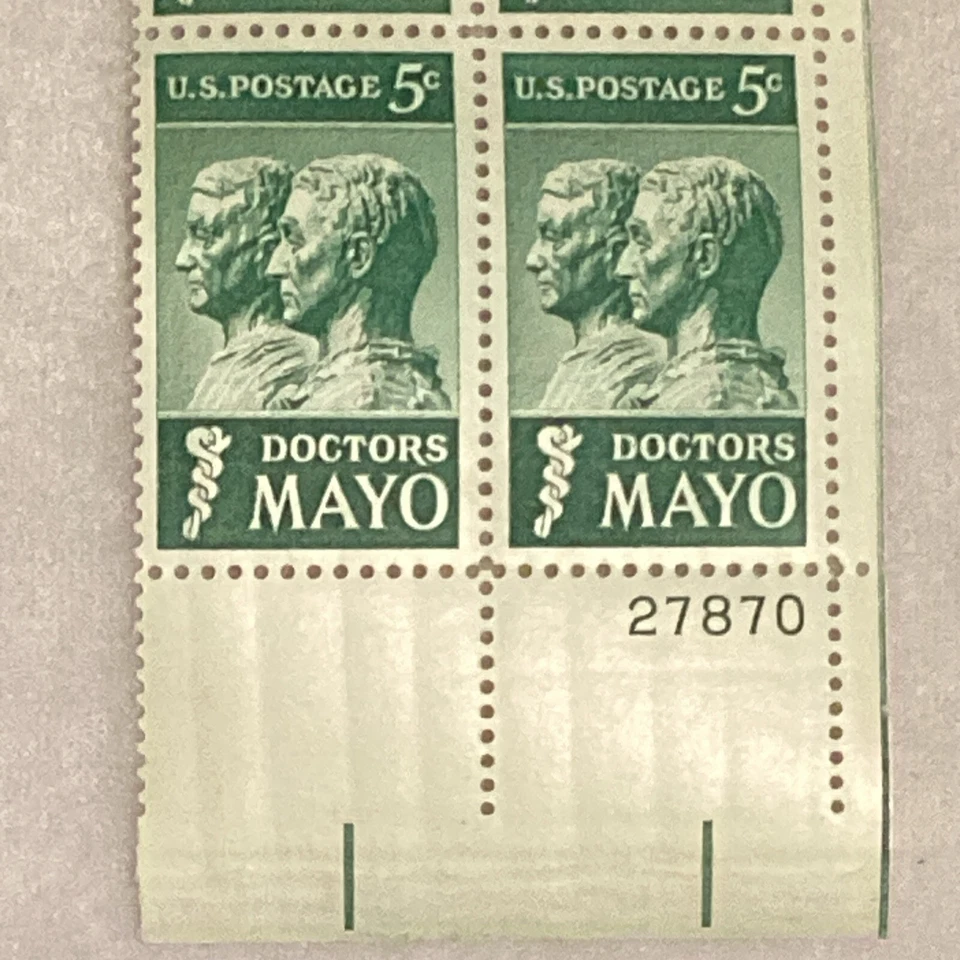 U.S. POSTAGE 5c
DOCTORS
MAYO
U.S. POSTAGE 5c
DOCTORS
MAYO
27870